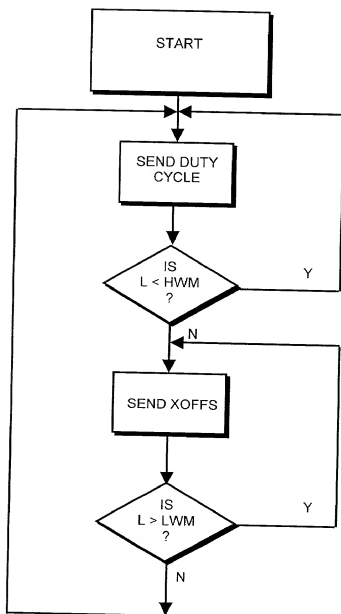 START
SEND DUTY
CYCLE
IS
L < HWM
?
Y
N
SEND XOFFS
IS
L > LWM
?
Y
N